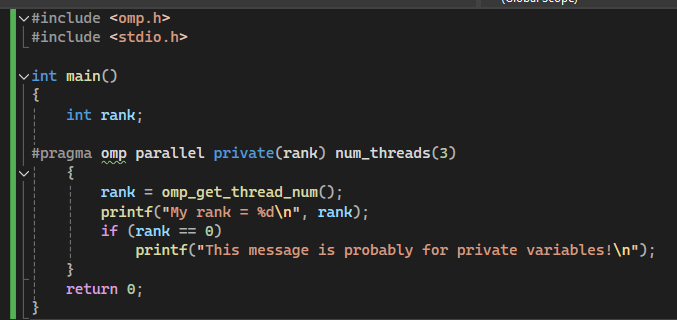 (Global Scope)
#include <omp.h>
#include <stdio.h>
int main()
{
int rank;
#pragma omp parallel private(rank) num_threads(3)
{
rank = omp_get_thread_num();
printf("My rank = %d\n", rank);
if (rank == 0)
printf("This message is probably for private variables!\n");
}
return 0;
}